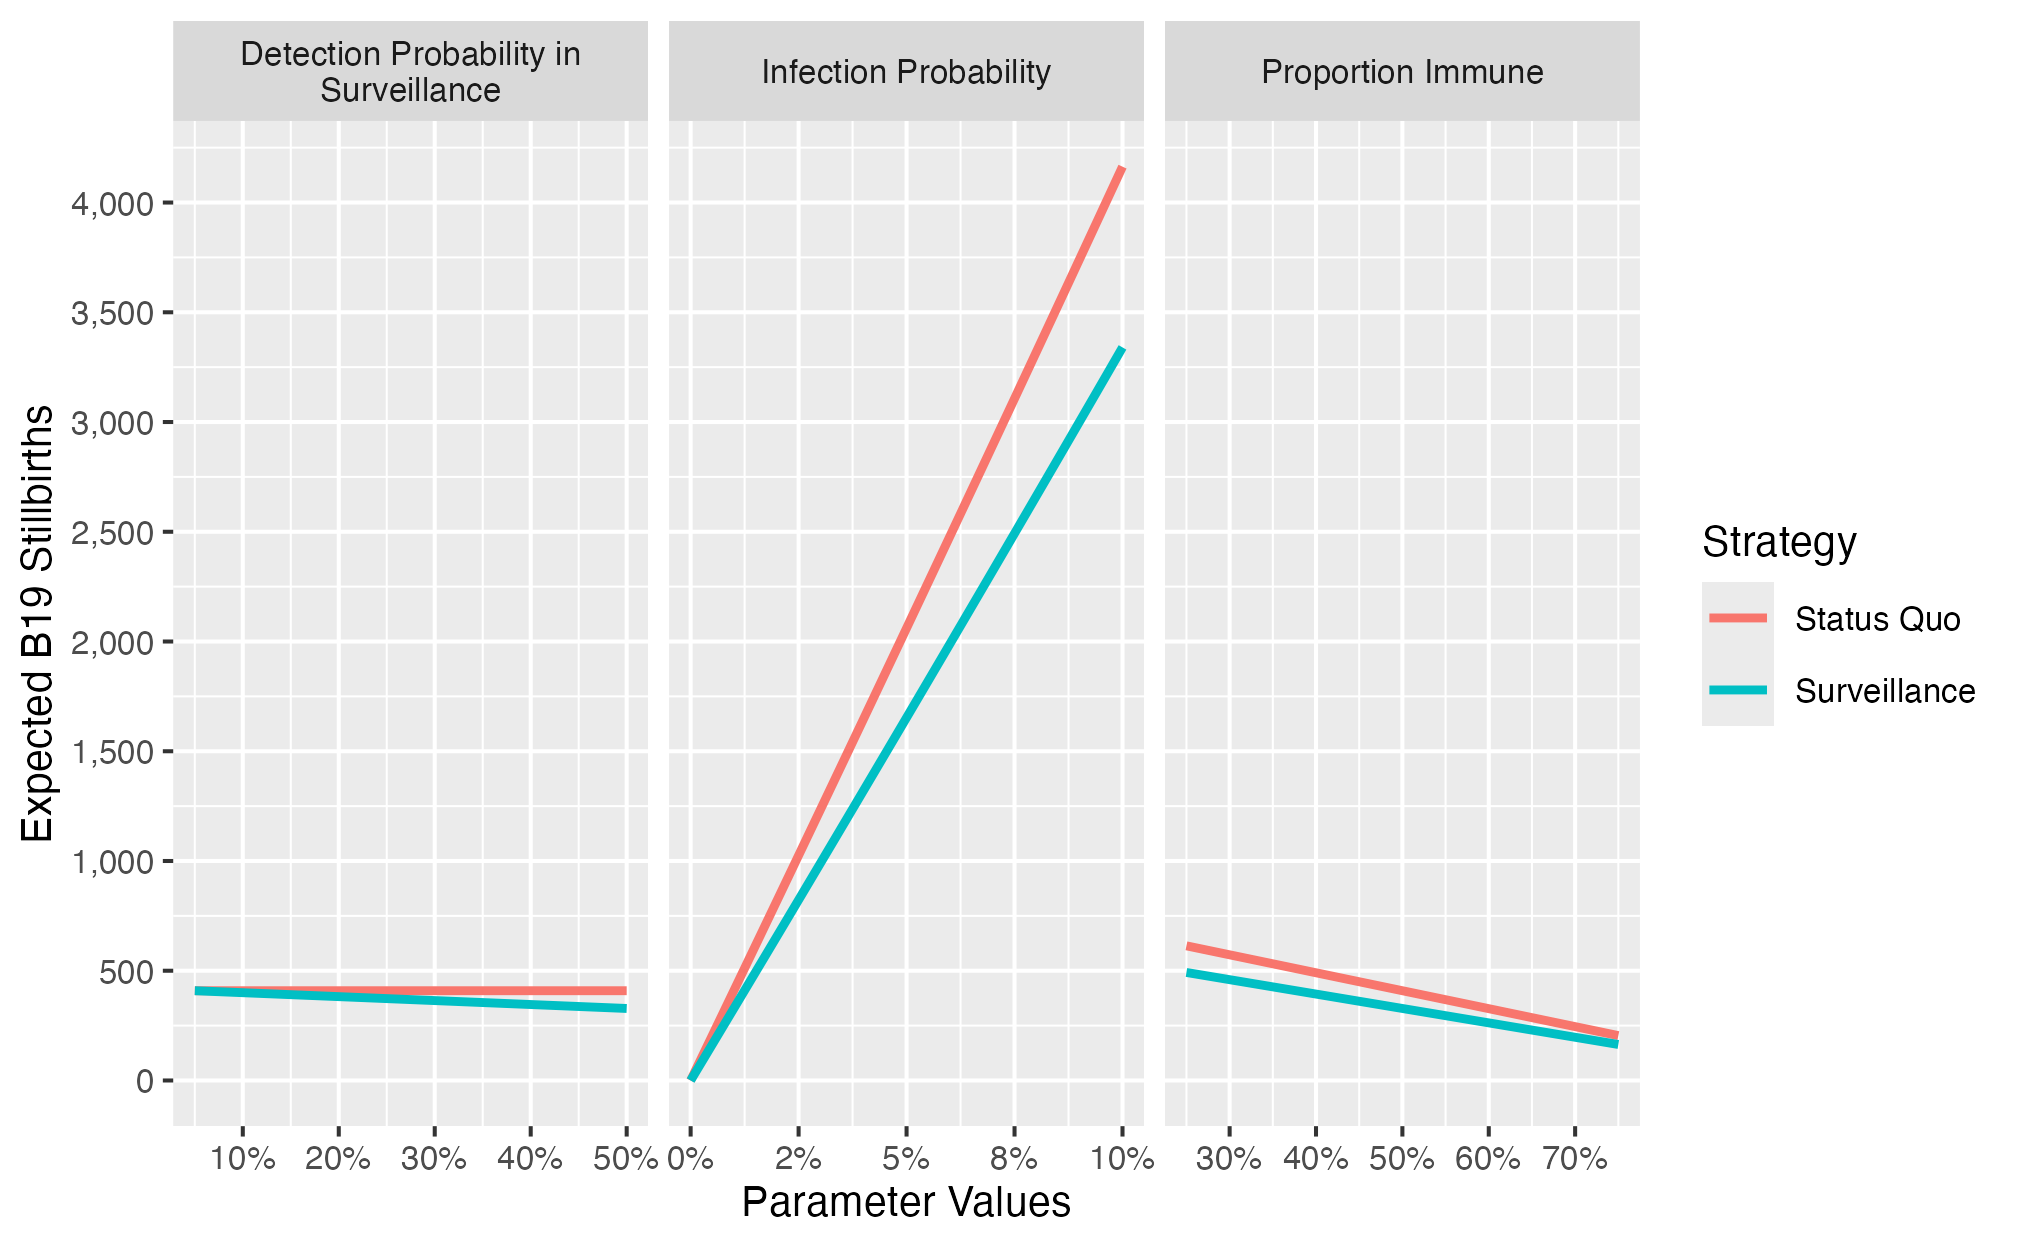 Detection Probability in
Surveillance
Infection Probability
Proportion Immune
Expected B19 Stillbirths
4,000
3,500
3,000
2,500
2,000
1,500
1,000
500
0
10% 20% 30% 40% 50% 0% 2% 5% 8% 10% 30% 40% 50% 60% 70%
Parameter Values
Strategy
Status Quo
Surveillance